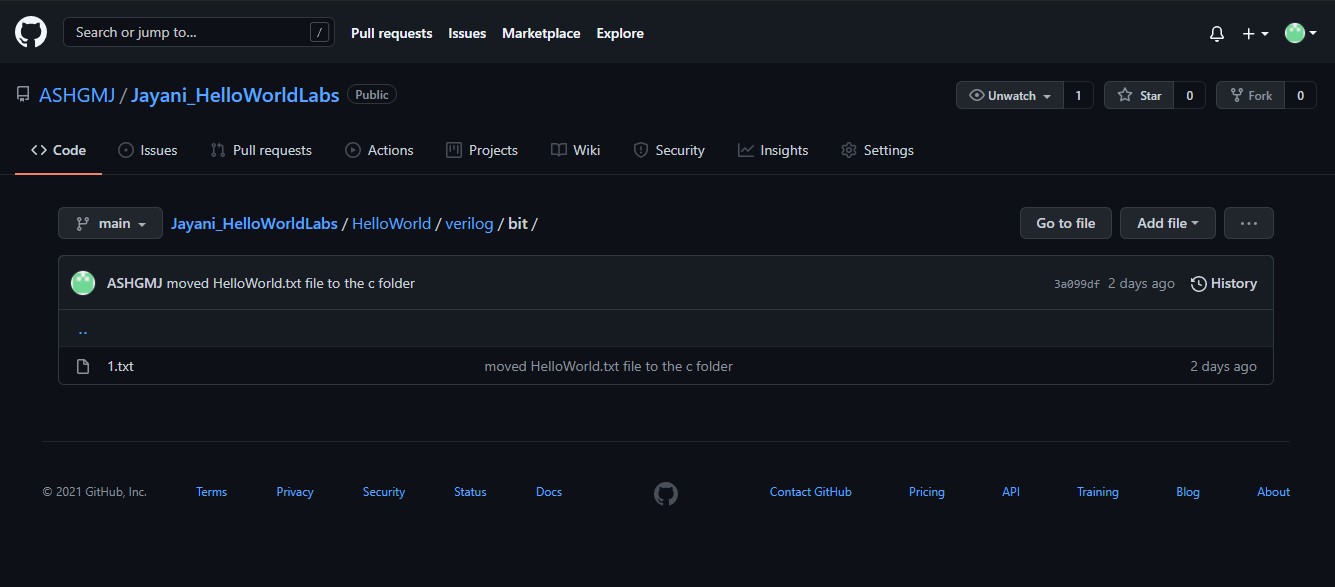 Search or jump to... / Pull requests Issues Marketplace Explore
ASHGMJ / Jayani_HelloWorldLabs Public Unwatch 1 Star 0 Fork 0
<> Code Issues Pull requests Actions Projects Wiki Security Insights Settings
main Jayani_HelloWorldLabs / HelloWorld / verilog / bit / Go to file Add file ...
ASHGMJ moved HelloWorld.txt file to the c folder 3a099df 2 days ago History
..
1.txt moved HelloWorld.txt file to the c folder 2 days ago
© 2021 GitHub, Inc. Terms Privacy Security Status Docs Contact GitHub Pricing API Training Blog About